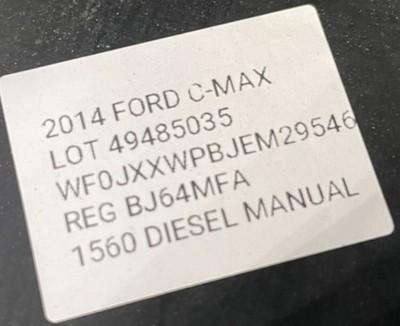 2014 FORD C-MAX
LOT 49485035
WF0JXXWPBJEM29546
REG BJ64MFA
1560 DIESEL MANUAL